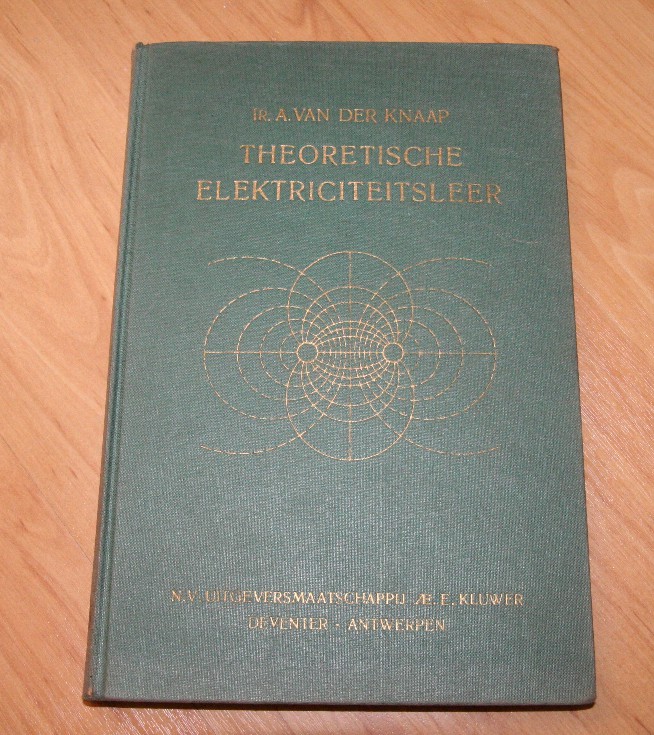 IR. A. VAN DER KNAAP
THEORETISCHE
ELEKTRICITEITSLEER
N.V. UITGEVERSMAATSCHAPPIJ Æ. E. KLUWER
DEVENTER - ANTWERPEN